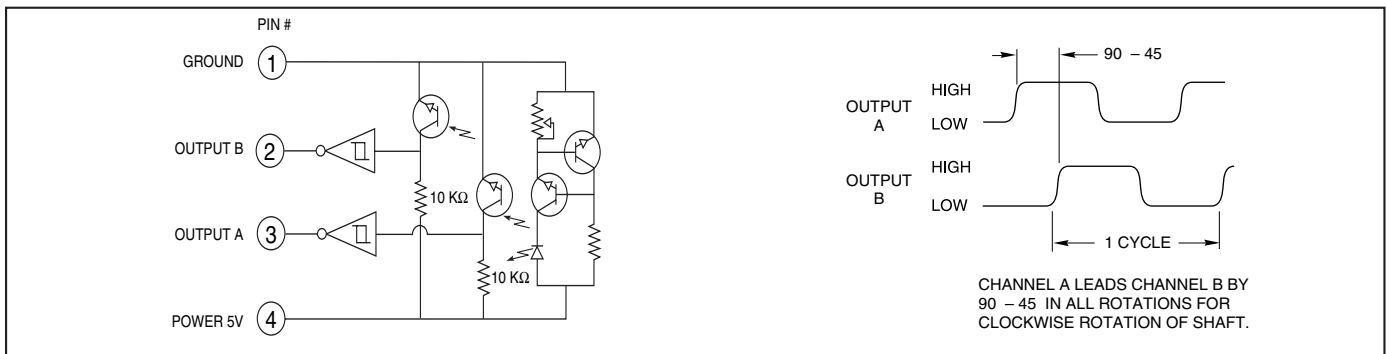 PIN #
GROUND 1
OUTPUT B 2
10 KΩ
OUTPUT A 3
10 KΩ
POWER 5V 4
90 – 45
OUTPUT
A
HIGH
LOW
OUTPUT
B
HIGH
LOW
1 CYCLE
CHANNEL A LEADS CHANNEL B BY
90 – 45 IN ALL ROTATIONS FOR
CLOCKWISE ROTATION OF SHAFT.